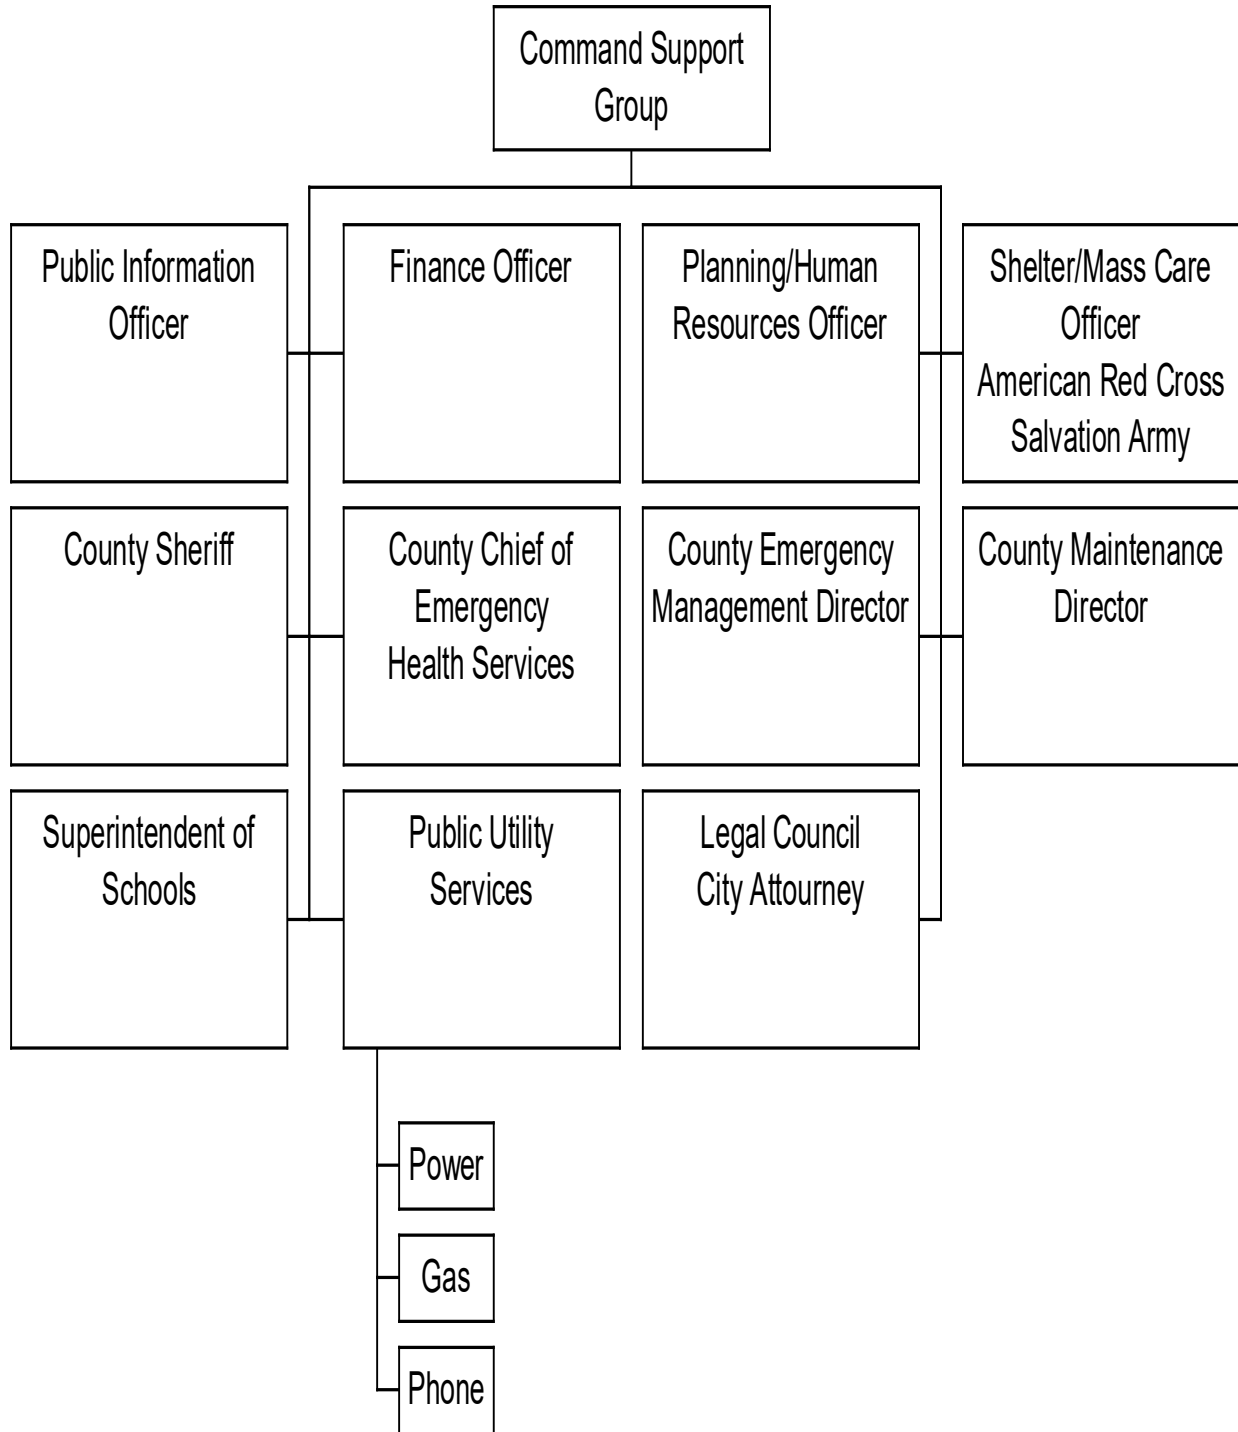 Command Support
Group
Public Information
Officer
Finance Officer
Planning/Human
Resources Officer
Shelter/Mass Care
Officer
American Red Cross
Salvation Army
County Sheriff
County Chief of
Emergency
Health Services
County Emergency
Management Director
County Maintenance
Director
Superintendent of
Schools
Public Utility
Services
Legal Council
City Attourney
Power
Gas
Phone